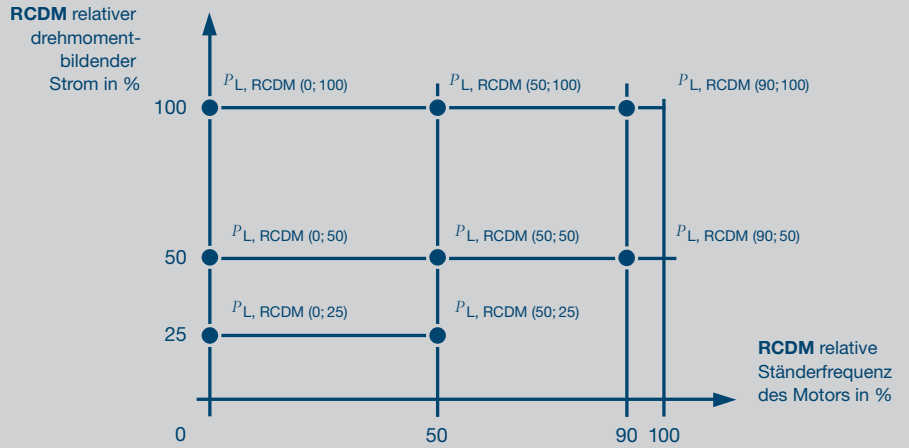 RCDM relativer
drehmoment-
bildender
Strom in %
P L, RCDM (0; 100)
P L, RCDM (50; 100)
P L, RCDM (90; 100)
100
P L, RCDM (0; 50)
P L, RCDM (50; 50)
P L, RCDM (90; 50)
50
P L, RCDM (0; 25)
P L, RCDM (50; 25)
25
RCDM relative
Ständerfrequenz
des Motors in %
0
50
90
100